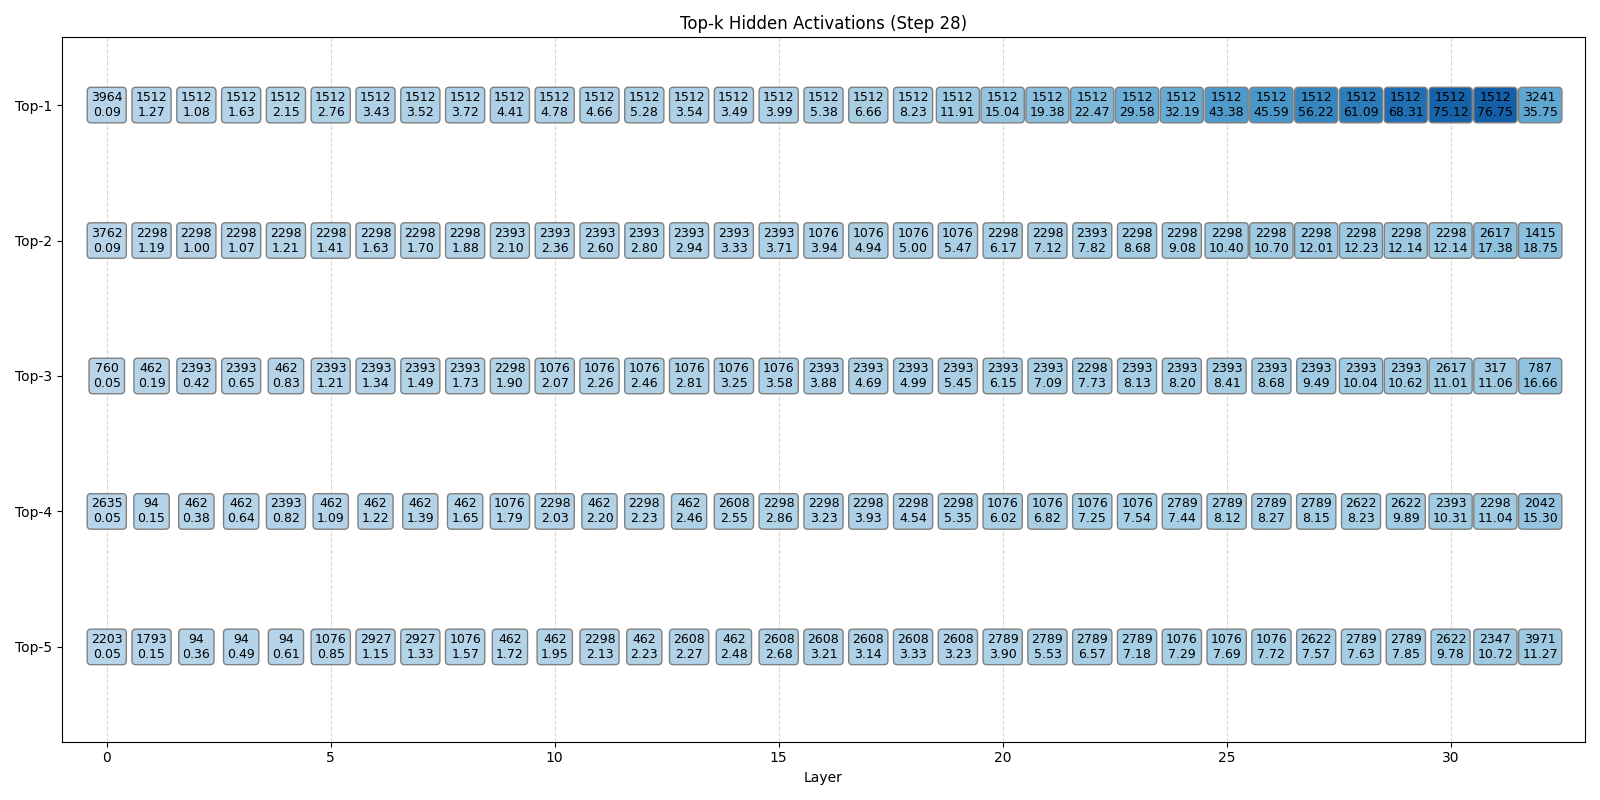 Top-k Hidden Activations (Step 28)
Top-1
3964 1512 1512 1512 1512 1512 1512 1512 1512 1512 1512 1512 1512 1512 1512 1512 1512 1512 1512 1512 1512 1512 1512 1512 1512 1512 1512 1512 1512 1512 1512 1512 3241
0.09 1.27 1.08 1.63 2.15 2.76 3.43 3.52 3.72 4.41 4.78 4.66 5.28 3.54 3.49 3.99 5.38 6.66 8.23 11.91 15.04 19.38 22.47 29.58 32.19 43.38 45.59 56.22 61.09 68.31 75.12 76.75 35.75
Top-2
3762 2298 2298 2298 2298 2298 2298 2298 2298 2393 2393 2393 2393 2393 2393 2393 1076 1076 1076 1076 2298 2298 2393 2298 2298 2298 2298 2298 2298 2298 2298 2617 1415
0.09 1.19 1.00 1.07 1.21 1.41 1.63 1.70 1.88 2.10 2.36 2.60 2.80 2.94 3.33 3.71 3.94 4.94 5.00 5.47 6.17 7.12 7.82 8.68 9.08 10.40 10.70 12.01 12.23 12.14 12.14 17.38 18.75
Top-3
760 462 2393 2393 462 2393 2393 2393 2393 2298 1076 1076 1076 1076 1076 1076 2393 2393 2393 2393 2393 2393 2298 2393 2393 2393 2393 2393 2393 2393 2617 317 787
0.05 0.19 0.42 0.65 0.83 1.21 1.34 1.49 1.73 1.90 2.07 2.26 2.46 2.81 3.25 3.58 3.88 4.69 4.99 5.45 6.15 7.09 7.73 8.13 8.20 8.41 8.68 9.49 10.04 10.62 11.01 11.06 16.66
Top-4
2635 94 462 462 2393 462 462 462 462 1076 2298 462 2298 462 2608 2298 2298 2298 2298 2298 1076 1076 1076 1076 2789 2789 2789 2789 2622 2622 2393 2298 2042
0.05 0.15 0.38 0.64 0.82 1.09 1.22 1.39 1.65 1.79 2.03 2.20 2.23 2.46 2.55 2.86 3.23 3.93 4.54 5.35 6.02 6.82 7.25 7.54 7.44 8.12 8.27 8.15 8.23 9.89 10.31 11.04 15.30
Top-5
2203 1793 94 94 94 1076 2927 2927 1076 462 462 2298 462 2608 462 2608 2608 2608 2608 2608 2789 2789 2789 2789 1076 1076 1076 2622 2789 2789 2622 2347 3971
0.05 0.15 0.36 0.49 0.61 0.85 1.15 1.33 1.57 1.72 1.95 2.13 2.23 2.27 2.48 2.68 3.21 3.14 3.33 3.23 3.90 5.53 6.57 7.18 7.29 7.69 7.72 7.57 7.63 7.85 9.78 10.72 11.27
0 5 10 15 20 25 30
Layer